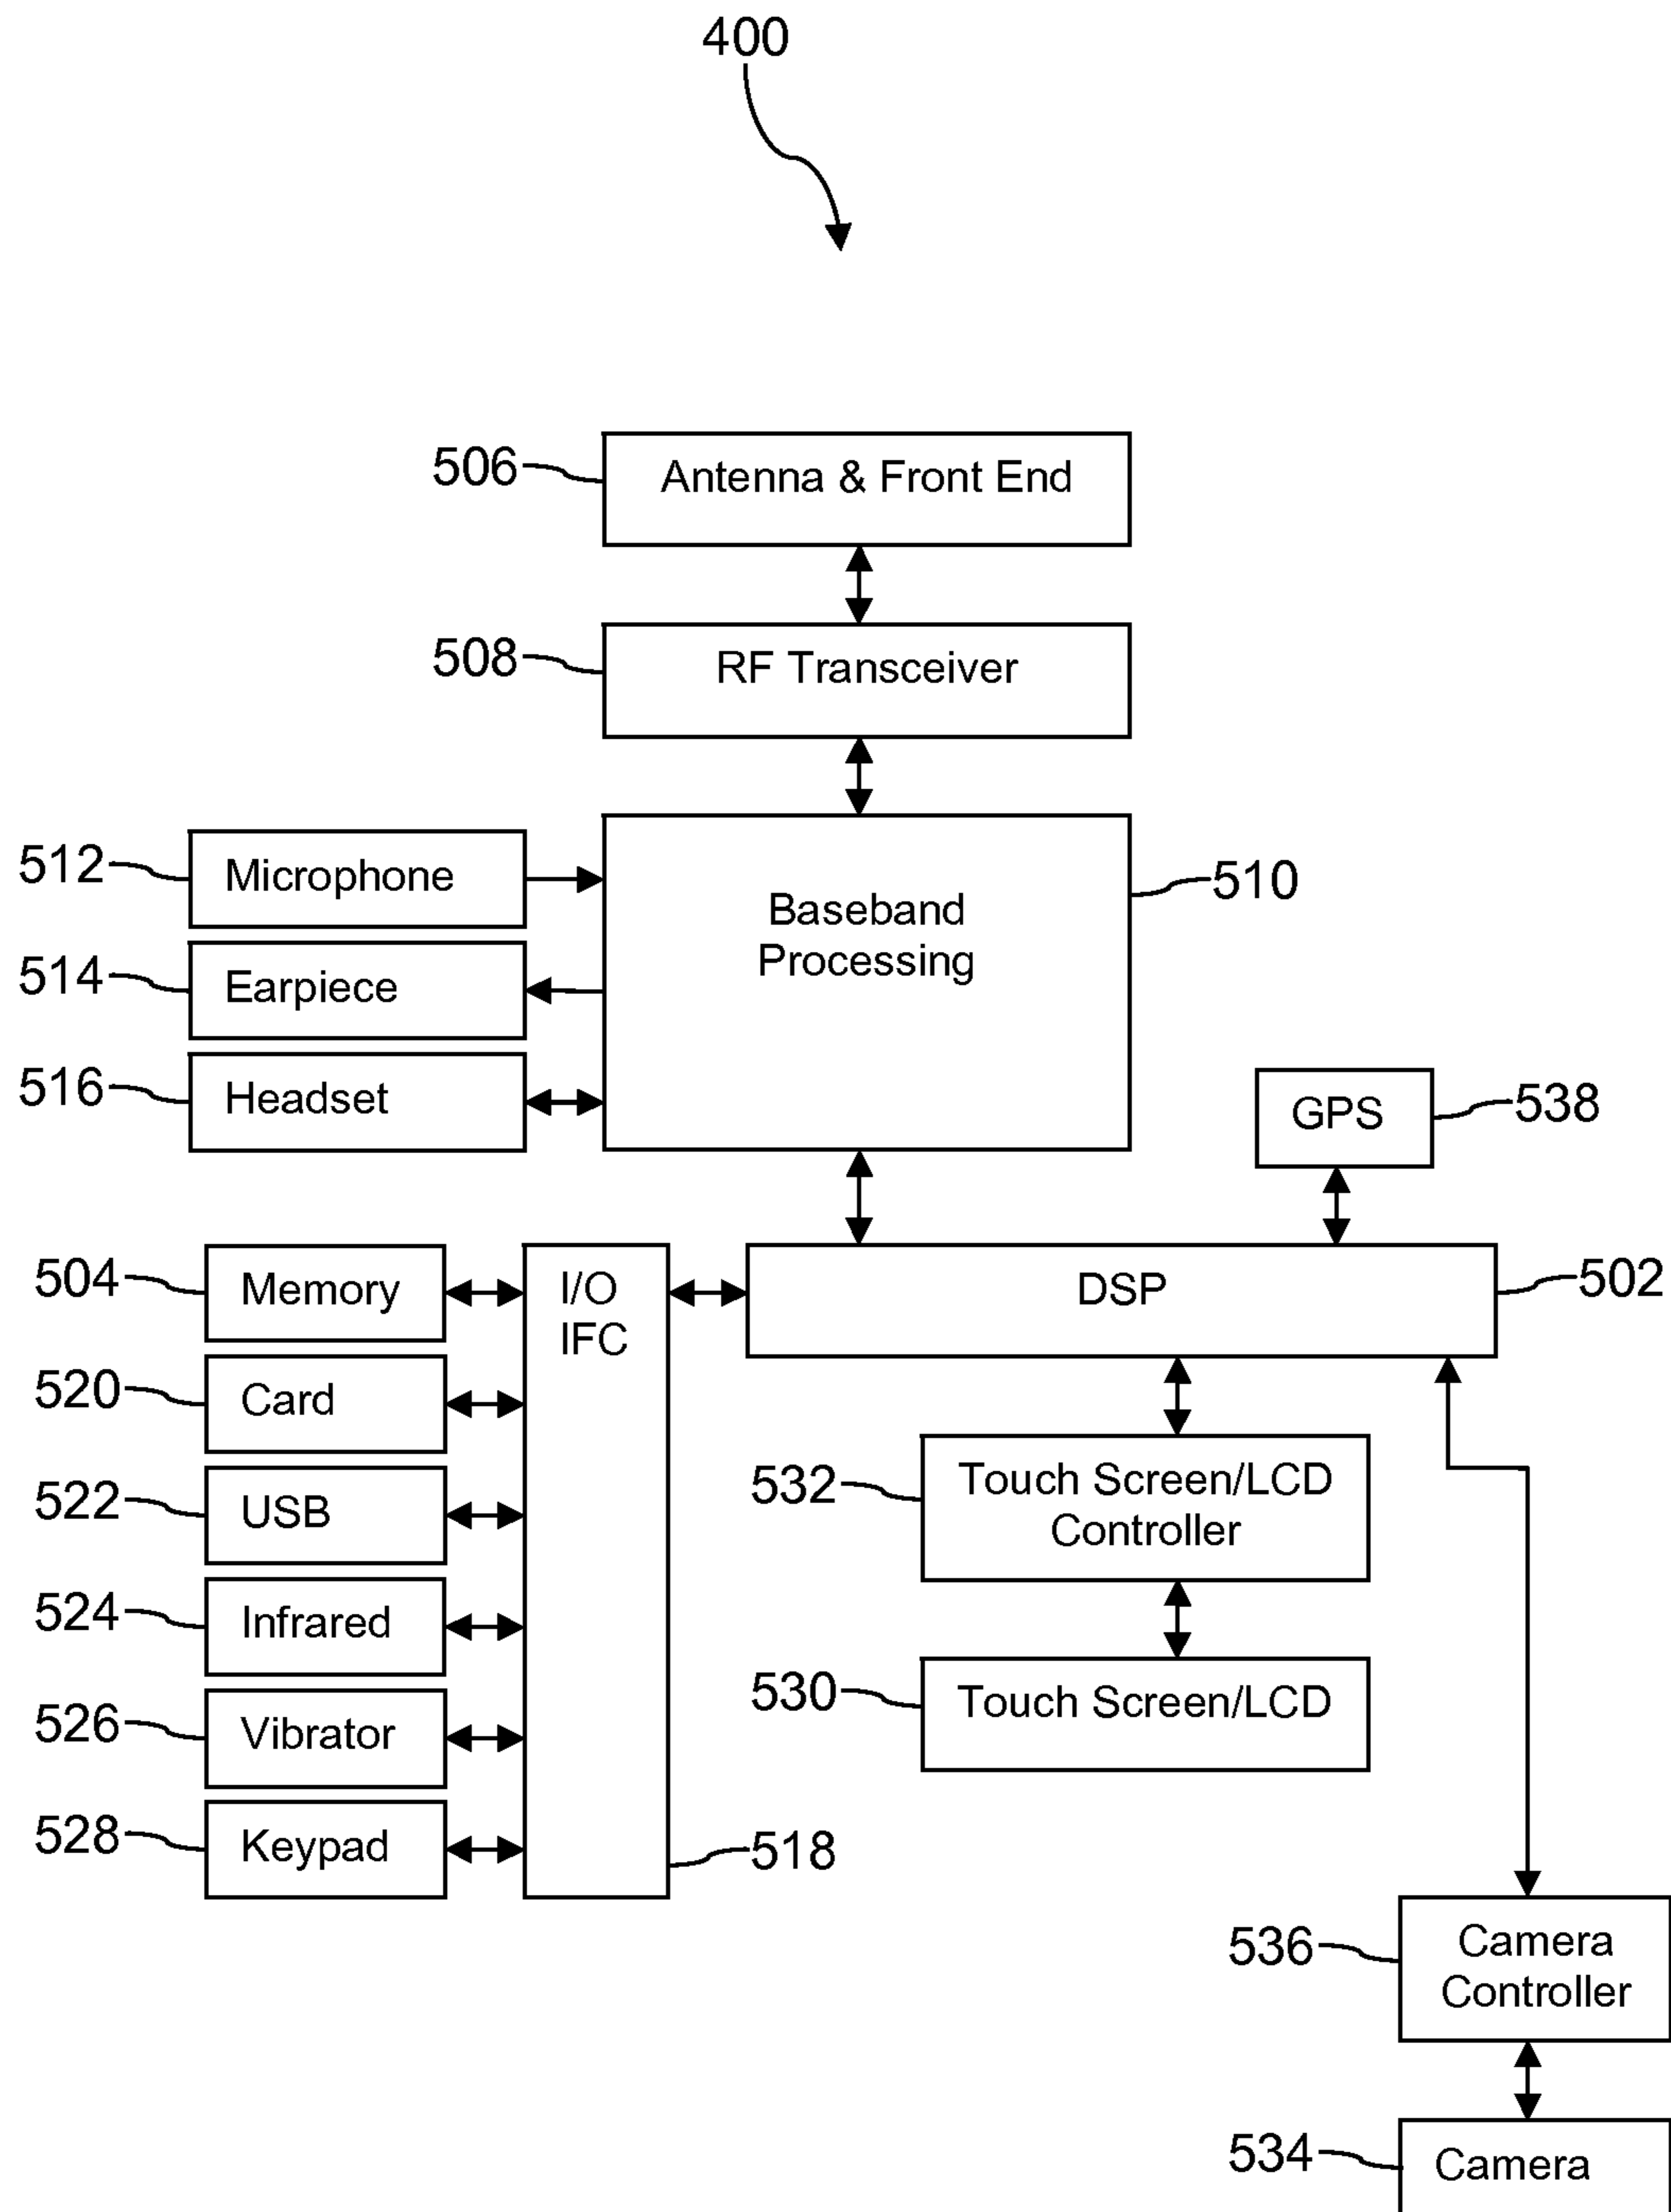 400
506
Antenna & Front End
508
RF Transceiver
512
Microphone
Baseband
Processing
510
514
Earpiece
516
Headset
GPS
538
504
Memory
I/O
IFC
DSP
502
520
Card
522
USB
532
Touch Screen/LCD
Controller
524
Infrared
530
Touch Screen/LCD
526
Vibrator
528
Keypad
518
536
Camera
Controller
534
Camera